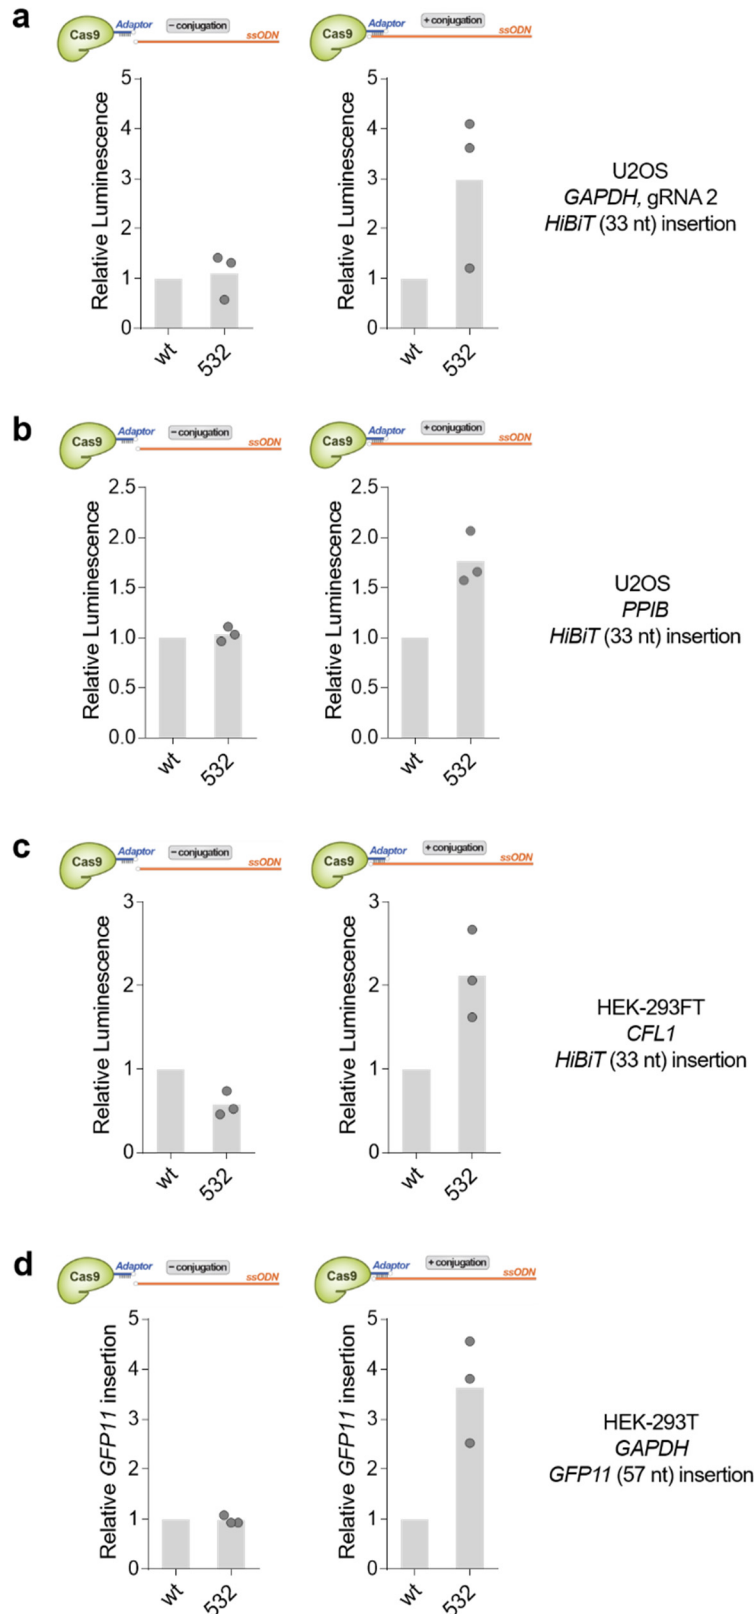 a
Cas9
Adaptor
– conjugation
ssODN
Cas9
Adaptor
+ conjugation
ssODN
Relative Luminescence
5
4
3
2
1
0
wt
532
Relative Luminescence
5
4
3
2
1
0
wt
532
U2OS
GAPDH, gRNA 2
HiBiT (33 nt) insertion
b
Cas9
Adaptor
– conjugation
ssODN
Cas9
Adaptor
+ conjugation
ssODN
Relative Luminescence
2.5
2.0
1.5
1.0
0.5
0.0
wt
532
Relative Luminescence
2.5
2.0
1.5
1.0
0.5
0.0
wt
532
U2OS
PPIB
HiBiT (33 nt) insertion
c
Cas9
Adaptor
– conjugation
ssODN
Cas9
Adaptor
+ conjugation
ssODN
Relative Luminescence
3
2
1
0
wt
532
Relative Luminescence
3
2
1
0
wt
532
HEK-293FT
CFL1
HiBiT (33 nt) insertion
d
Cas9
Adaptor
– conjugation
ssODN
Cas9
Adaptor
+ conjugation
ssODN
Relative GFP11 insertion
5
4
3
2
1
0
wt
532
Relative GFP11 insertion
5
4
3
2
1
0
wt
532
HEK-293T
GAPDH
GFP11 (57 nt) insertion